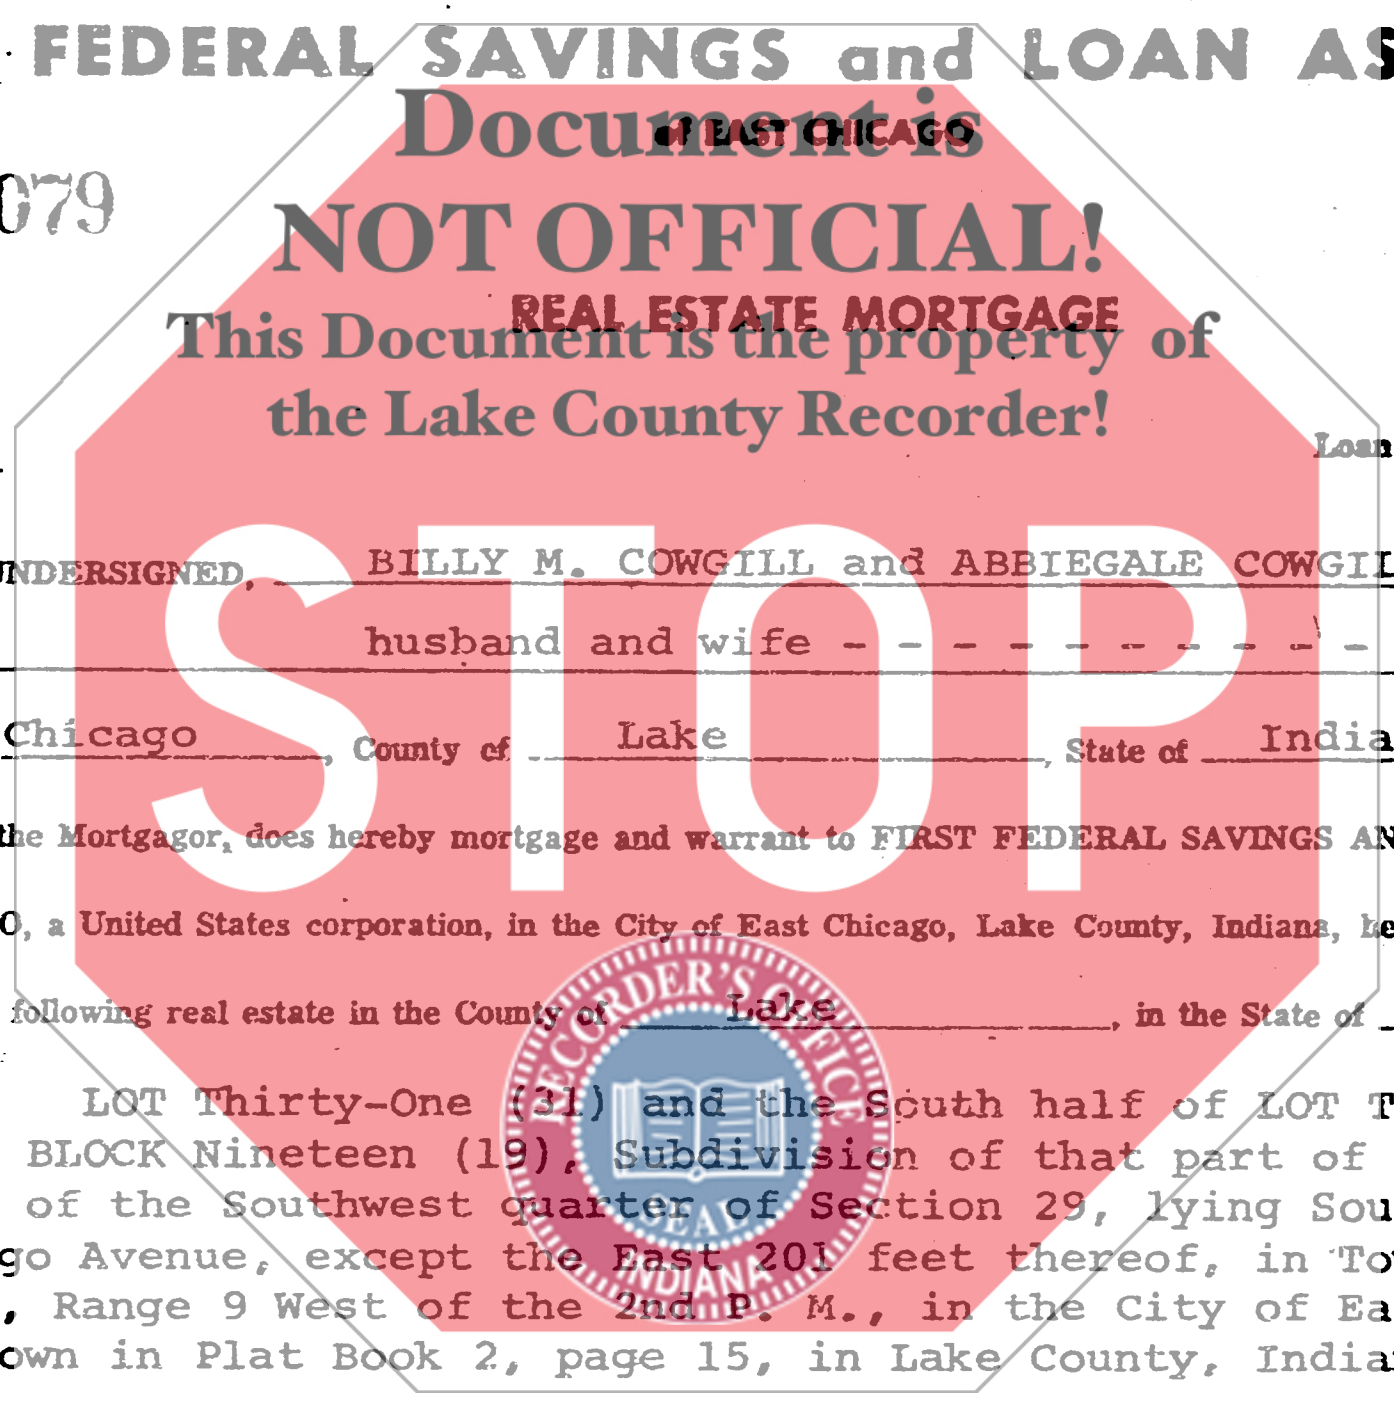 FEDERAL SAVINGS and LOAN AS
Document is
of EAST CHICAGO
079
NOT OFFICIAL!
REAL ESTATE MORTGAGE
This Document is the property of
the Lake County Recorder!
Loan
STOP
NDERSIGNED, BILLY M. COWGILL and ABBIEGALE COWGIL
husband and wife - - - - - - - - - -
Chicago, County of Lake, State of India
the Mortgagor, does hereby mortgage and warrant to FIRST FEDERAL SAVINGS AN
O, a United States corporation, in the City of East Chicago, Lake County, Indiana, he
following real estate in the County of Lake, in the State of
RECORDER'S OFFICE
LOT Thirty-One (31) and the South half of LOT T
BLOCK Nineteen (19), Subdivision of that part of
of the Southwest quarter of Section 29, lying Sou
SEAL
go Avenue, except the East 201 feet thereof, in To
INDIANA
, Range 9 West of the 2nd P. M., in the City of Ea
own in Plat Book 2, page 15, in Lake County, India